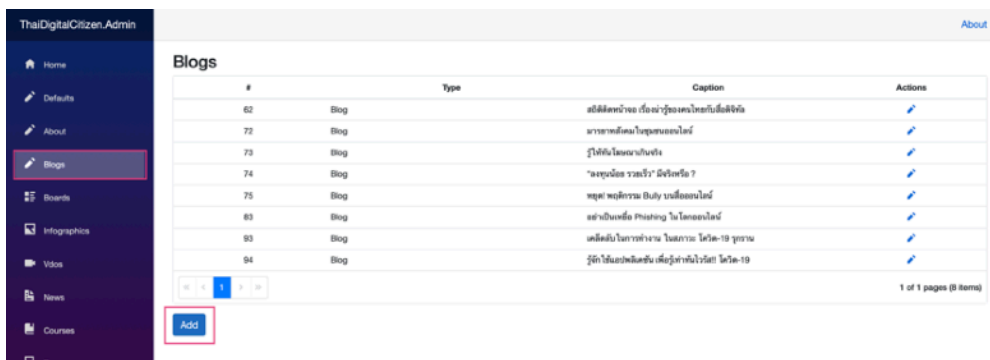 ThaiDigitalCitizen.Admin
About
Home
Defaults
About
Blogs
Boards
Infographics
Vdos
News
Courses
Blogs
# Type Caption Actions
62 Blog สถิติติดหน้าจอ เรื่องน่ารู้ของคนไทยกับสื่อดิจิทัล
72 Blog มารยาทสังคมในชุมชนออนไลน์
73 Blog รู้ให้ทันโฆษณาเกินจริง
74 Blog "ลงทุนน้อย รวยเร็ว" มีจริงหรือ ?
75 Blog หยุด! พฤติกรรม Bully บนสื่อออนไลน์
83 Blog อย่าเป็นเหยื่อ Phishing ในโลกออนไลน์
93 Blog เคล็ดลับในการทำงาน ในสภาวะ โควิด-19 รุกราน
94 Blog รู้จักใช้แอปพลิเคชัน เพื่อรู้เท่าทันไวรัส!! โควิด-19
« < 1 > » 1 of 1 pages (8 items)
Add